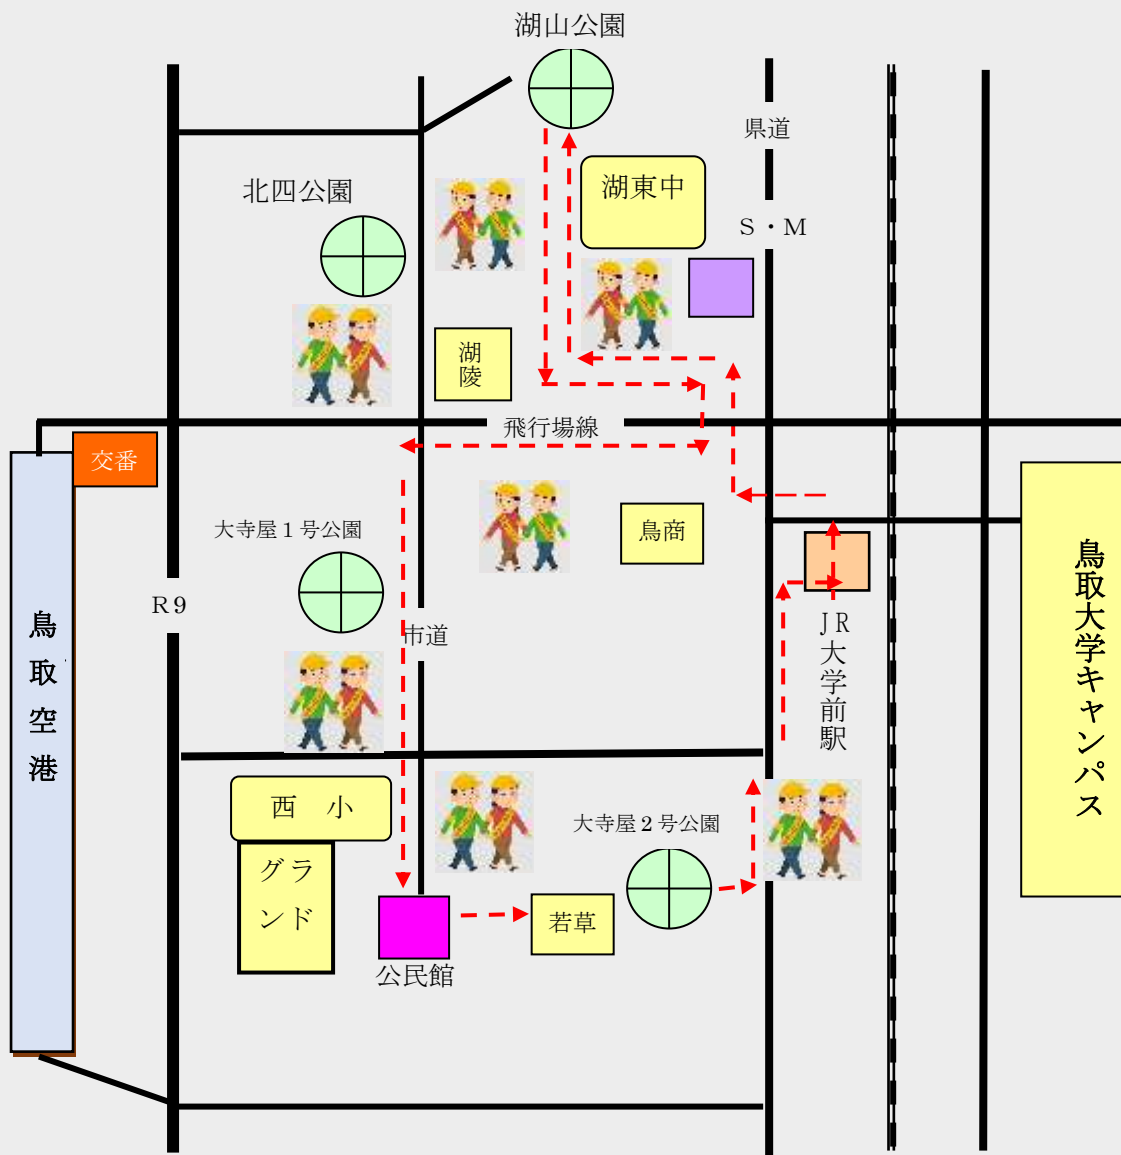 湖山公園
県道
北四公園
湖東中
S・M
湖
陵
飛行場線
交番
大寺屋1号公園
鳥商
R9
市道
鳥取空港
JR大学前駅
鳥取大学キャンパス
西 小
大寺屋2号公園
グラ
ンド
若草
公民館